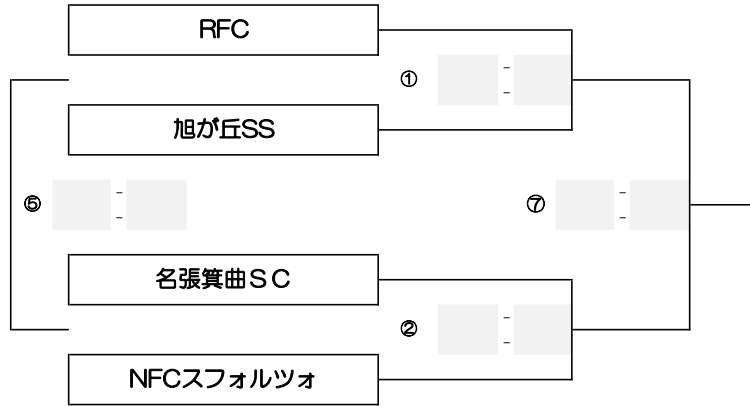 RFC
① - -
旭が丘SS
⑤ - - ⑦ - -
名張箕曲SC
② - -
NFCスフォルツォ